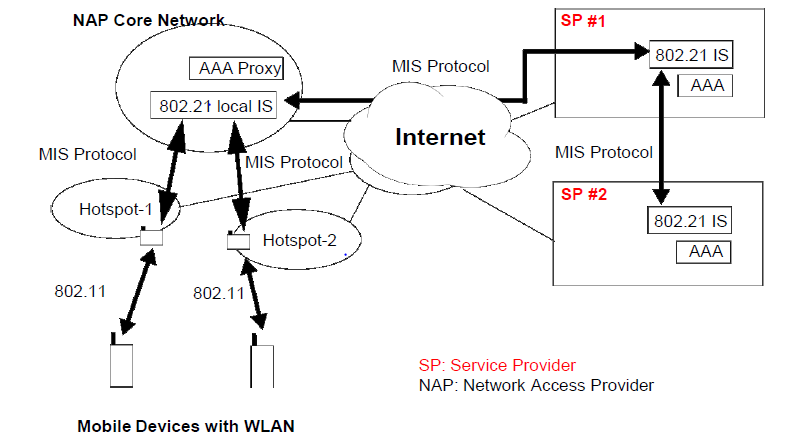 NAP Core Network
SP #1
AAA Proxy
MIS Protocol
802.21 IS
AAA
802.21 local IS
Internet
MIS Protocol
MIS Protocol
MIS Protocol
SP #2
Hotspot-1
802.21 IS
Hotspot-2
AAA
802.11
802.11
SP: Service Provider
NAP: Network Access Provider
Mobile Devices with WLAN